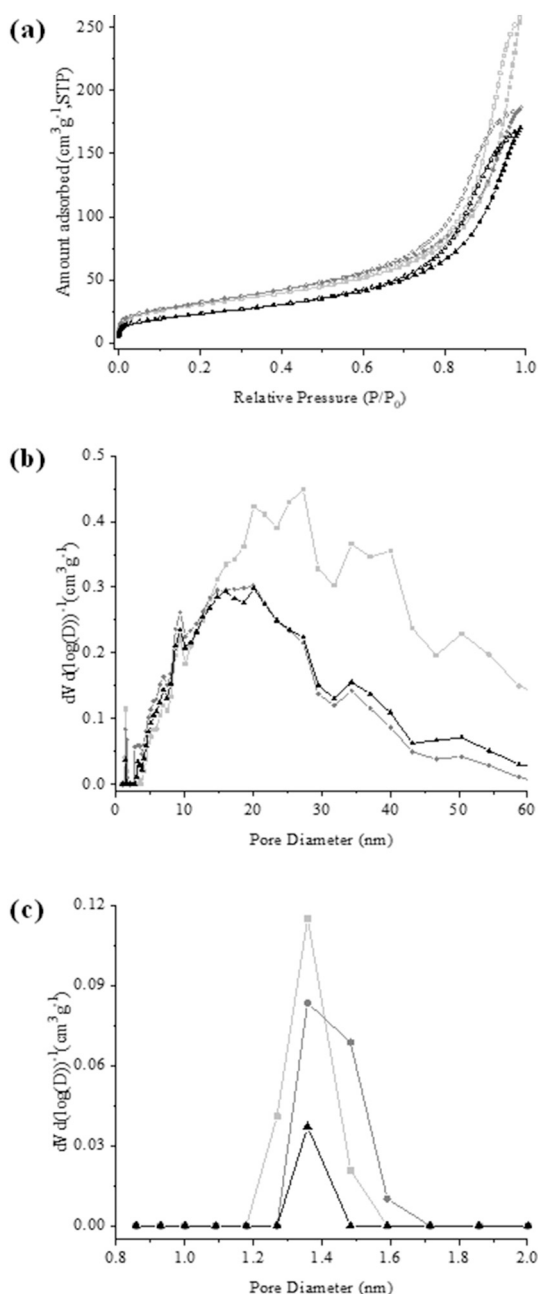 (a)
250
200
150
100
50
0
Amount adsorbed (cm³g⁻¹,STP)
0.0 0.2 0.4 0.6 0.8 1.0
Relative Pressure (P/P₀)
(b)
0.5
0.4
0.3
0.2
0.1
0.0
dVd(log(D))⁻¹(cm³g⁻¹)
0 10 20 30 40 50 60
Pore Diameter (nm)
(c)
0.12
0.09
0.06
0.03
0.00
dVd(log(D))⁻¹(cm³g⁻¹)
0.8 1.0 1.2 1.4 1.6 1.8 2.0
Pore Diameter (nm)